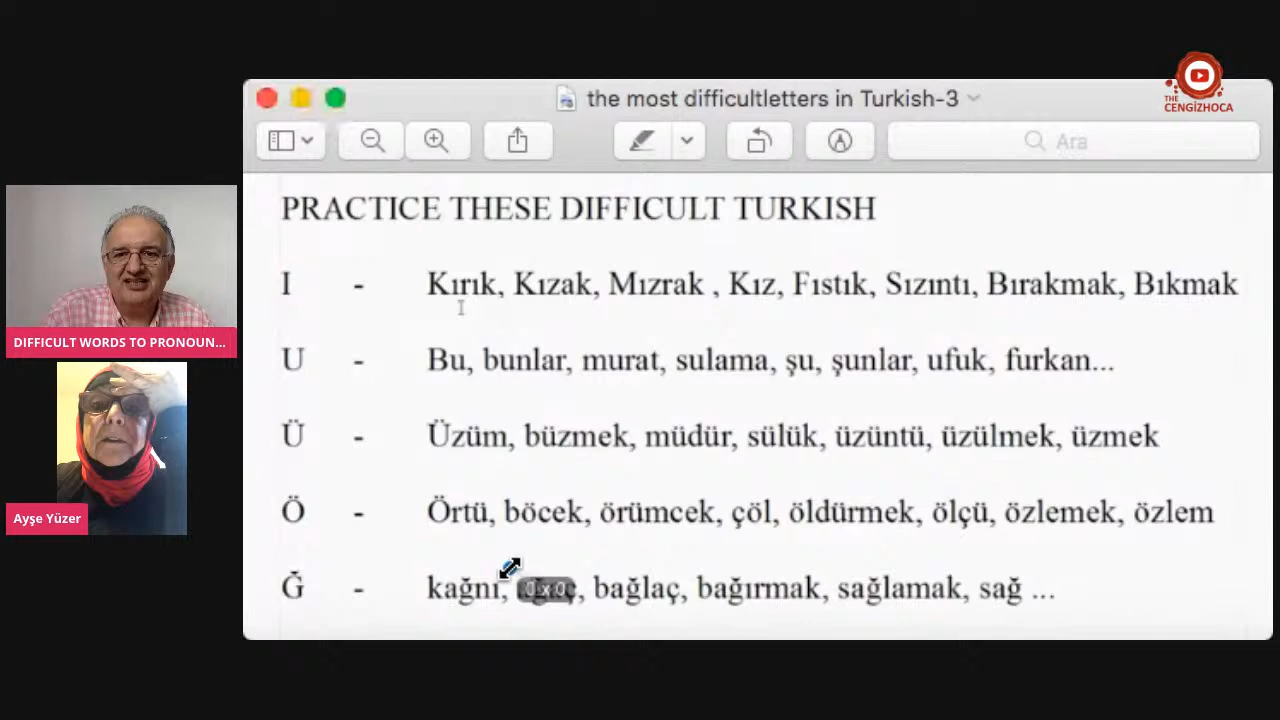 THE
CENGİZHOCA
the most difficultletters in Turkish-3
Ara
PRACTICE THESE DIFFICULT TURKISH
I - Kırık, Kızak, Mızrak , Kız, Fıstık, Sızıntı, Bırakmak, Bıkmak
U - Bu, bunlar, murat, sulama, şu, şunlar, ufuk, furkan...
Ü - Üzüm, büzmek, müdür, sülük, üzüntü, üzülmek, üzmek
Ö - Örtü, böcek, örümcek, çöl, öldürmek, ölçü, özlemek, özlem
Ğ - kağnı, bağlaç, bağırmak, sağlamak, sağ ...
0 x 0
DIFFICULT WORDS TO PRONOUN...
Ayşe Yüzer